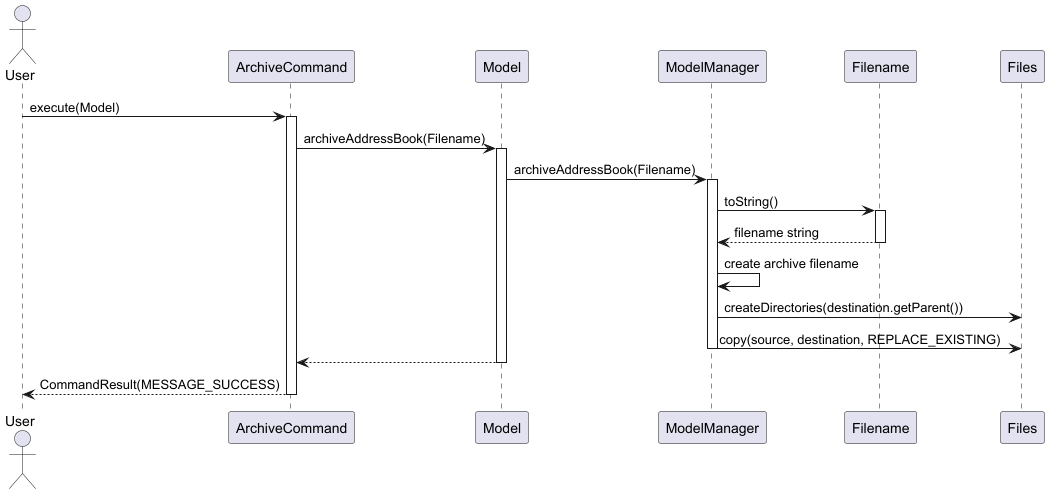 User
ArchiveCommand
Model
ModelManager
Filename
Files
execute(Model)
archiveAddressBook(Filename)
archiveAddressBook(Filename)
toString()
filename string
create archive filename
createDirectories(destination.getParent())
copy(source, destination, REPLACE_EXISTING)
CommandResult(MESSAGE_SUCCESS)
User
ArchiveCommand
Model
ModelManager
Filename
Files